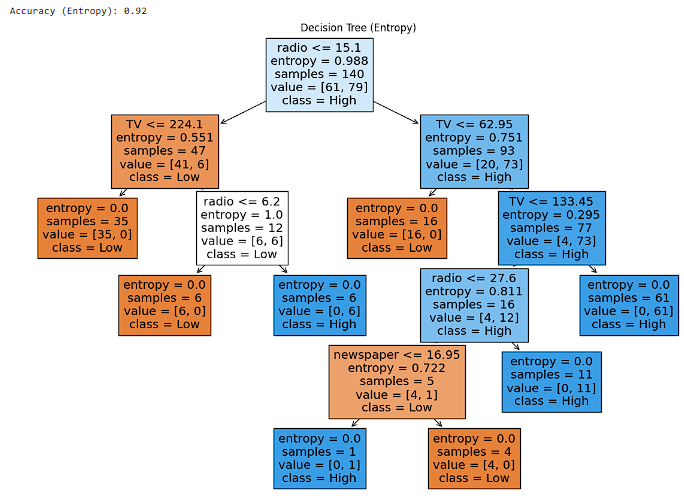 Accuracy (Entropy): 0.92
Decision Tree (Entropy)
radio <= 15.1
entropy = 0.988
samples = 140
value = [61, 79]
class = High
TV <= 224.1
entropy = 0.551
samples = 47
value = [41, 6]
class = Low
TV <= 62.95
entropy = 0.751
samples = 93
value = [20, 73]
class = High
entropy = 0.0
samples = 35
value = [35, 0]
class = Low
radio <= 6.2
entropy = 1.0
samples = 12
value = [6, 6]
class = Low
entropy = 0.0
samples = 16
value = [16, 0]
class = Low
TV <= 133.45
entropy = 0.295
samples = 77
value = [4, 73]
class = High
entropy = 0.0
samples = 6
value = [6, 0]
class = Low
entropy = 0.0
samples = 6
value = [0, 6]
class = High
radio <= 27.6
entropy = 0.811
samples = 16
value = [4, 12]
class = High
entropy = 0.0
samples = 61
value = [0, 61]
class = High
newspaper <= 16.95
entropy = 0.722
samples = 5
value = [4, 1]
class = Low
entropy = 0.0
samples = 11
value = [0, 11]
class = High
entropy = 0.0
samples = 1
value = [0, 1]
class = High
entropy = 0.0
samples = 4
value = [4, 0]
class = Low